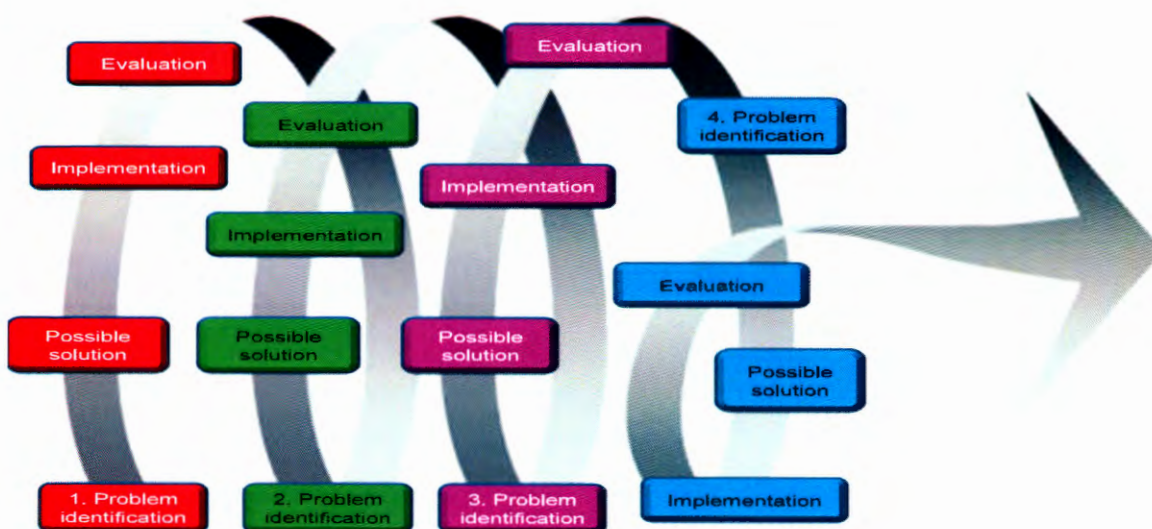 Evaluation
Implementation
Possible
solution
1. Problem
identification
Evaluation
Implementation
Possible
solution
2. Problem
identification
Evaluation
Implementation
Possible
solution
3. Problem
identification
4. Problem
identification
Evaluation
Possible
solution
Implementation